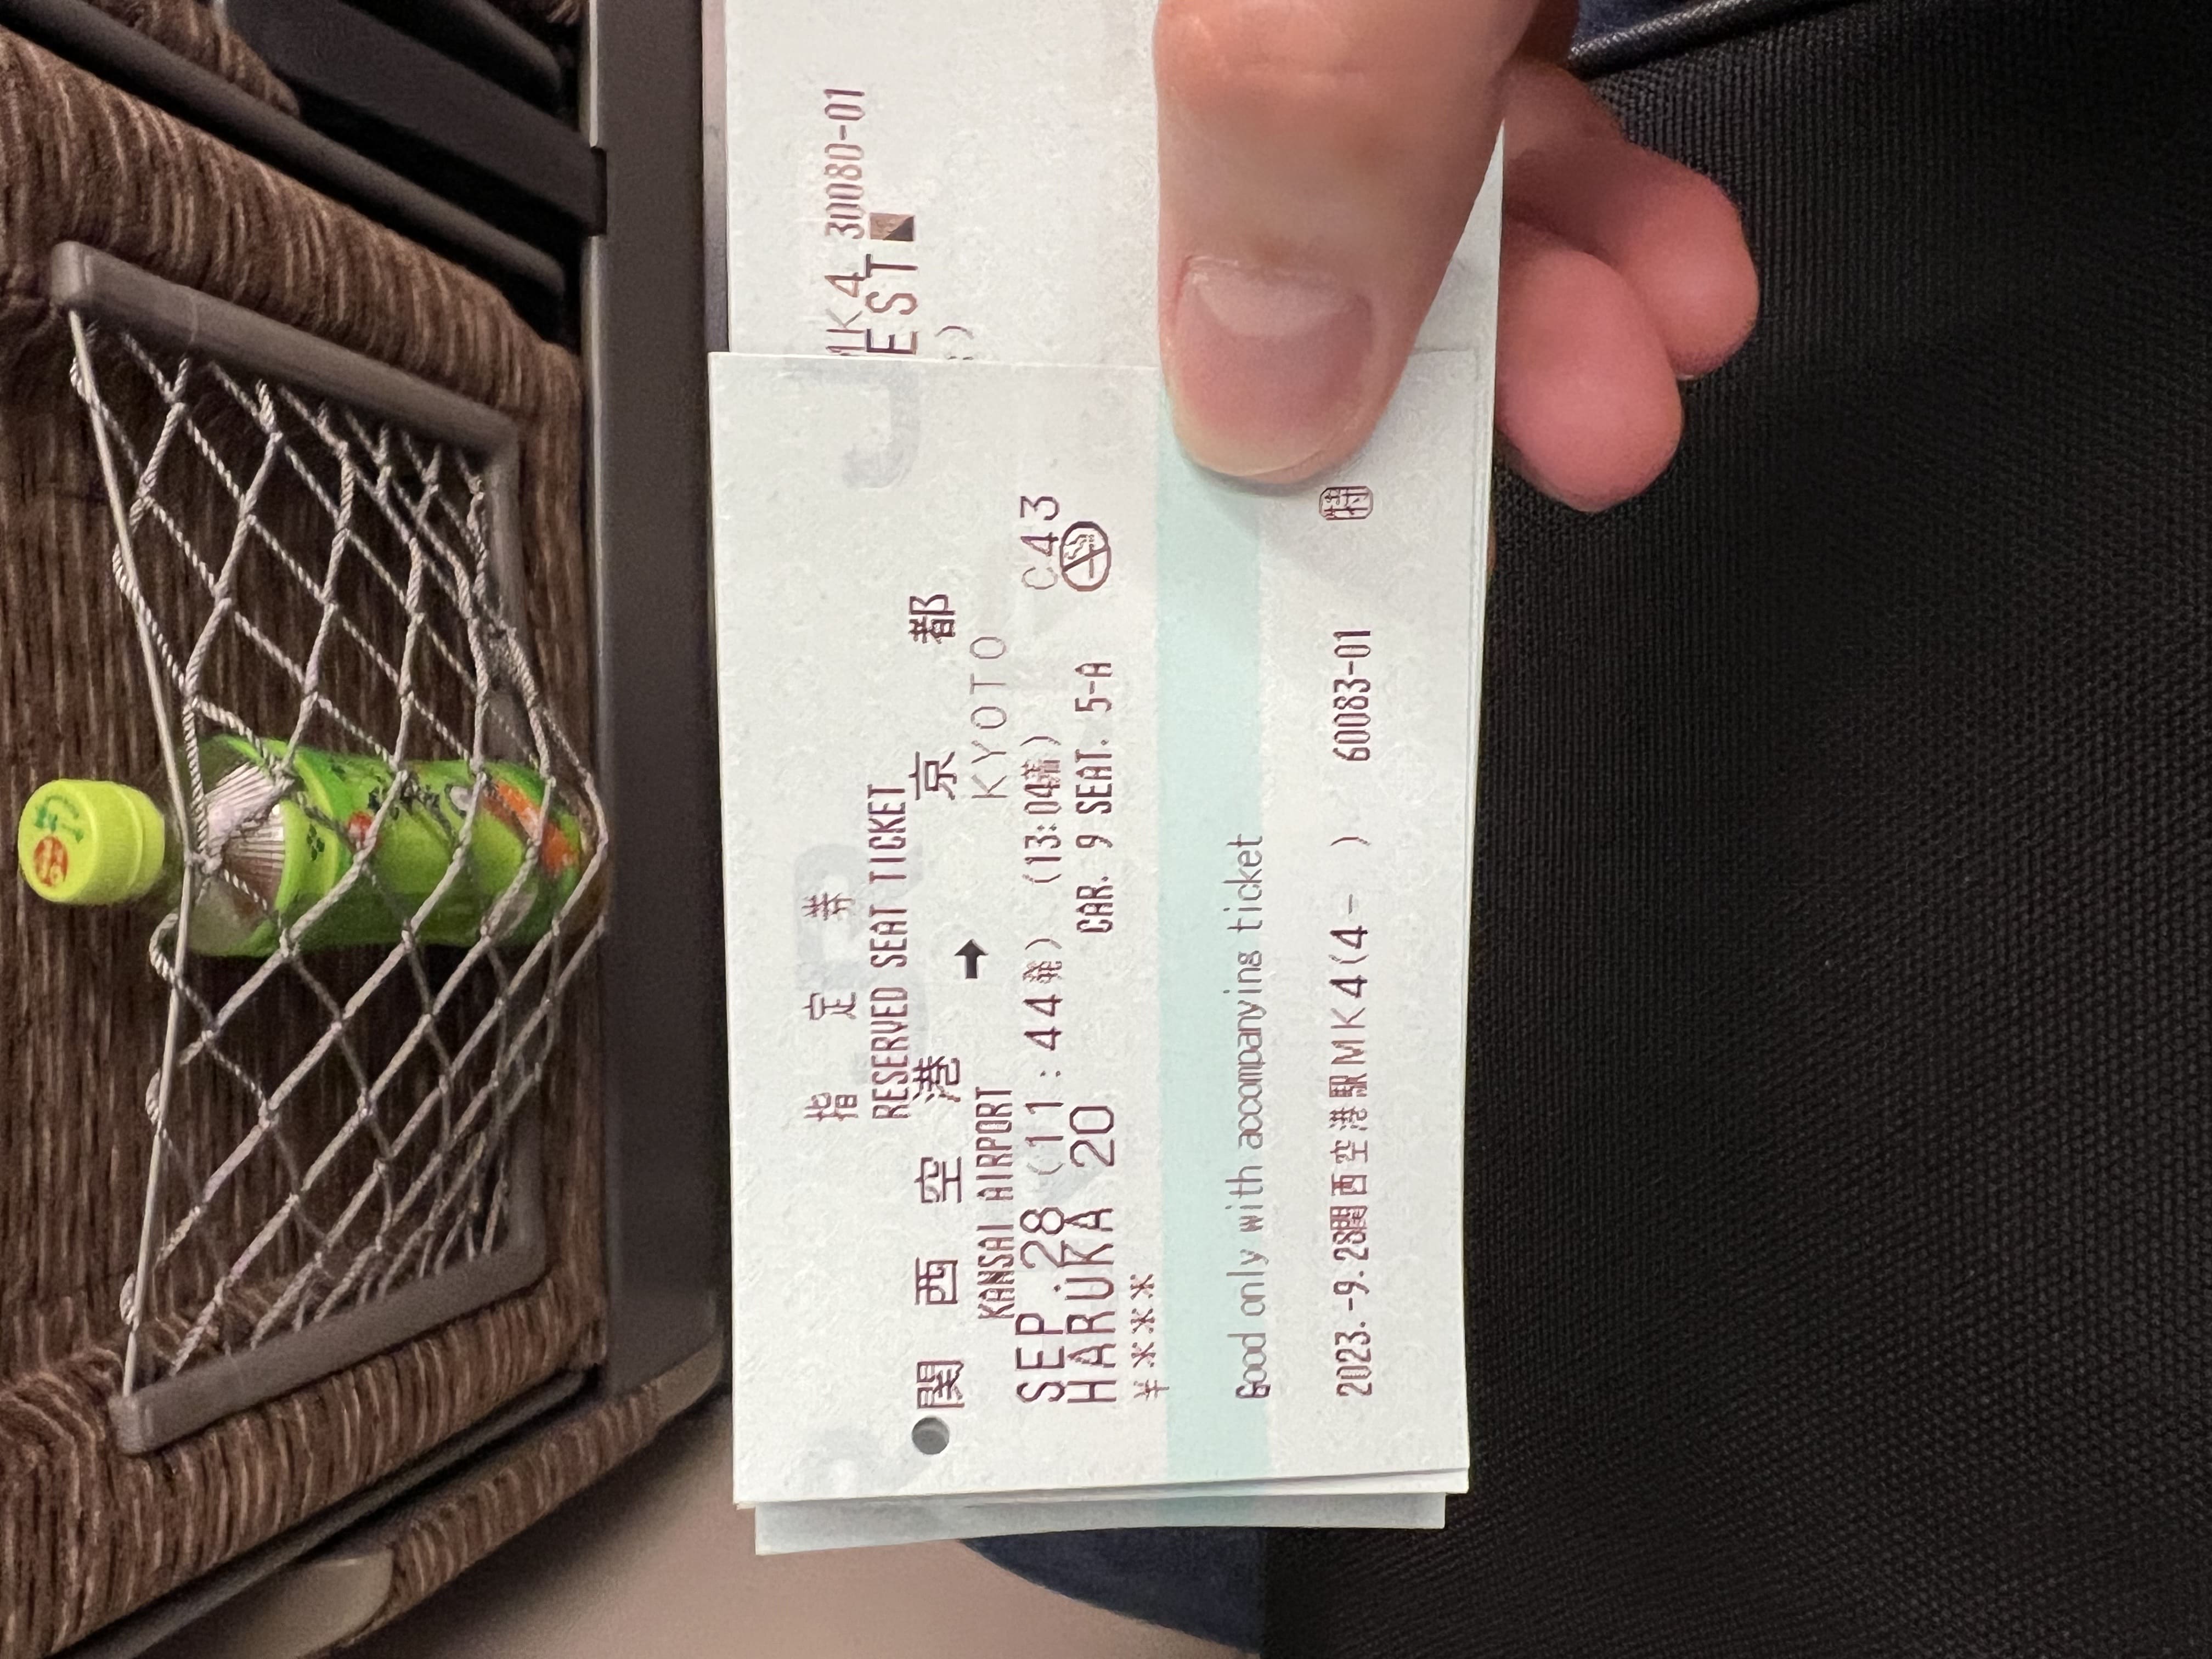 指定券
RESERVED SEAT TICKET
関西空港 → 京都
KANSAI AIRPORT KYOTO
SEP.28 (11:44発) (13:04着) C43
HARUKA 20 CAR. 9 SEAT. 5-A
¥***
Good only with accompanying ticket
2023.-9.28関西空港駅MK4(4- ) 60083-01 特
MK4 30080-01
EST